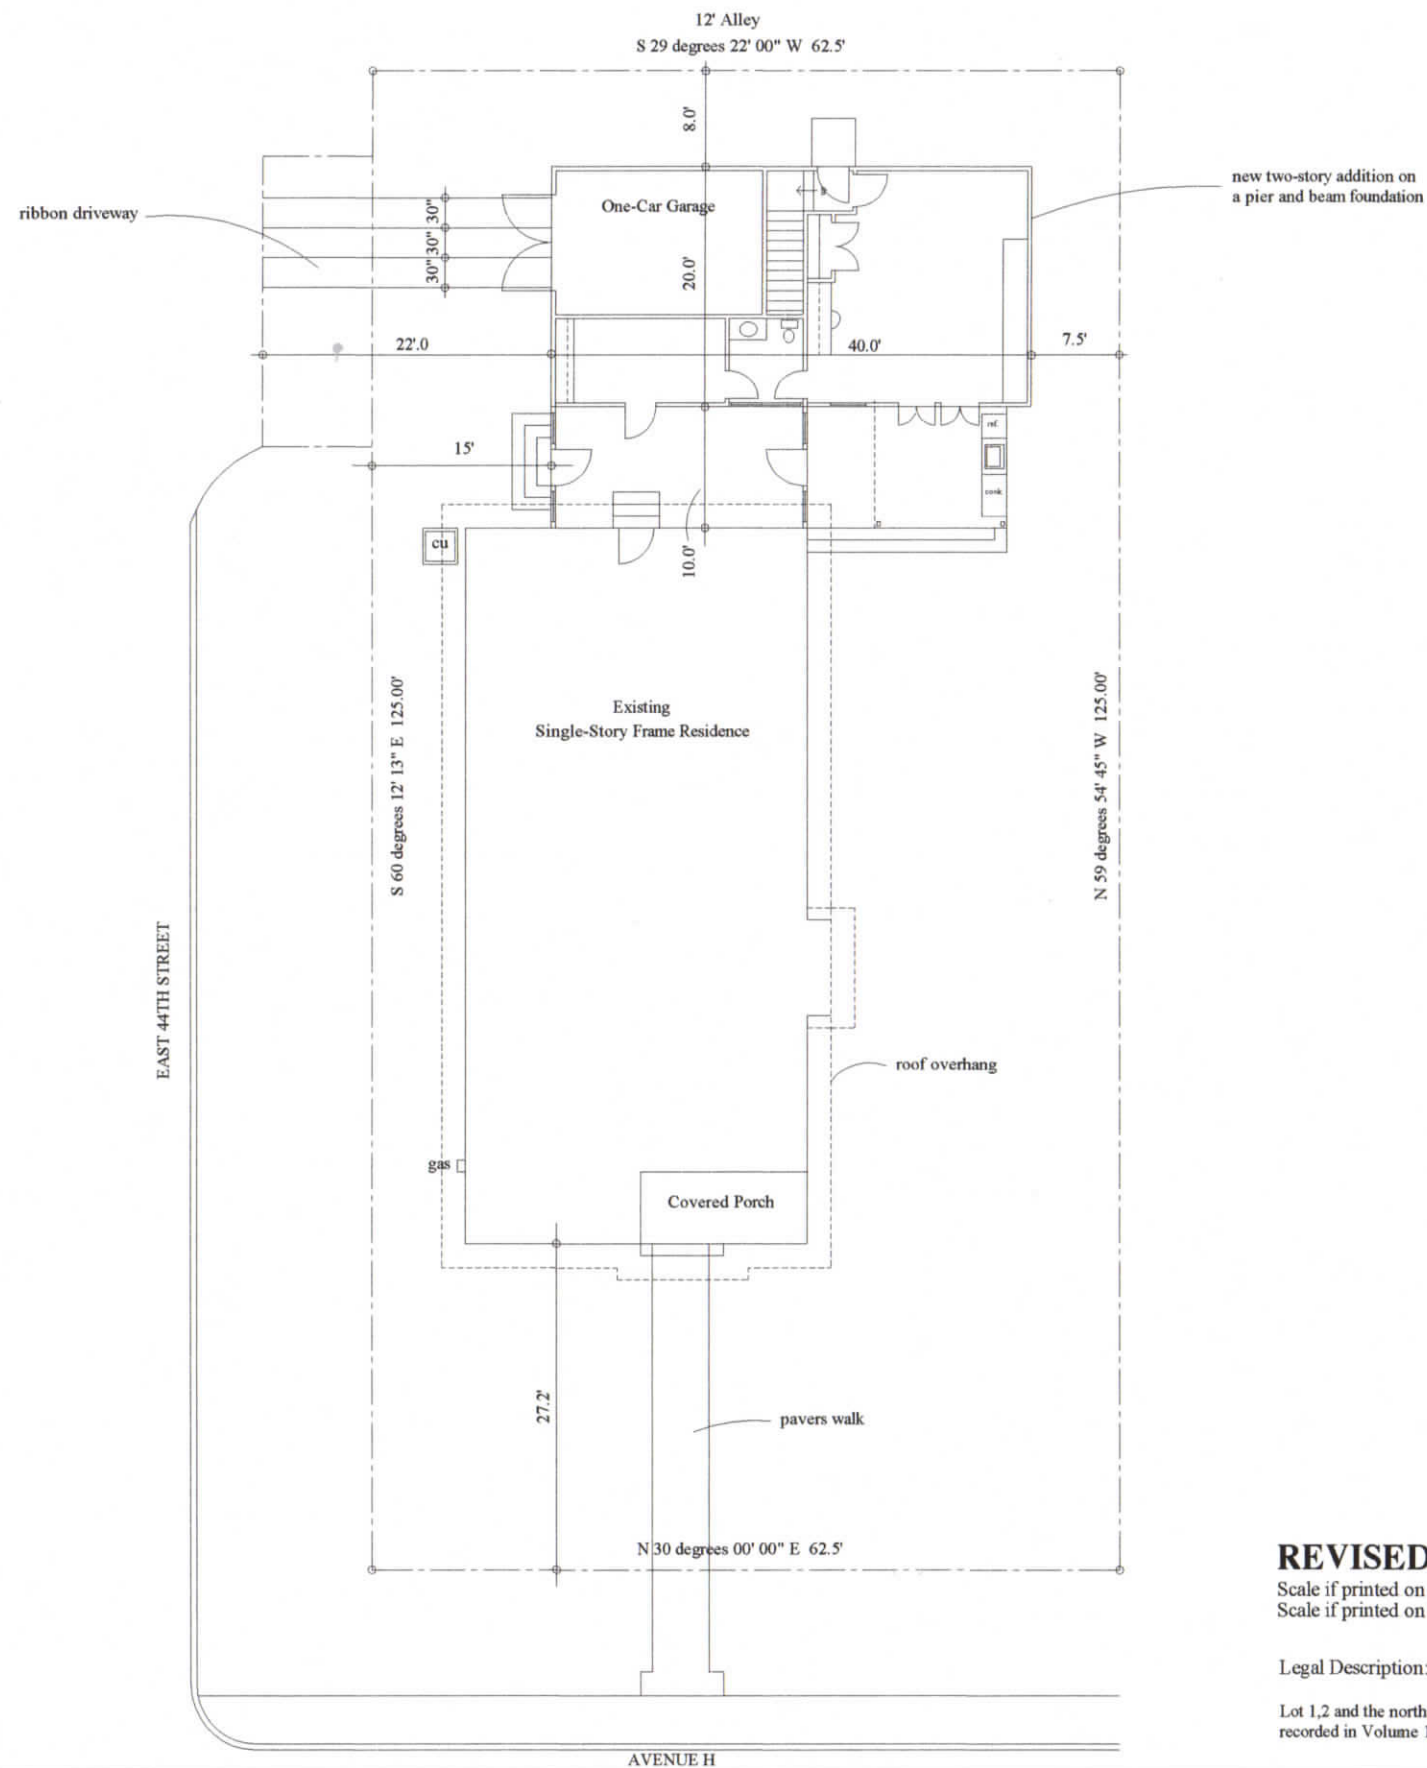 12' Alley
S 29 degrees 22' 00" W 62.5'
8.0'
new two-story addition on
a pier and beam foundation
ribbon driveway
One-Car Garage
30"
30"
30"
20.0'
22'.0
40.0'
7.5'
15'
ref.
cook
cu
10.0'
Existing
Single-Story Frame Residence
S 60 degrees 12' 13" E 125.00'
N 59 degrees 54' 45" W 125.00'
EAST 44TH STREET
roof overhang
gas
Covered Porch
27.2'
pavers walk
N 30 degrees 00' 00" E 62.5'
REVISED
Scale if printed on
Scale if printed on
Legal Description:
Lot 1,2 and the north
recorded in Volume 1
AVENUE H